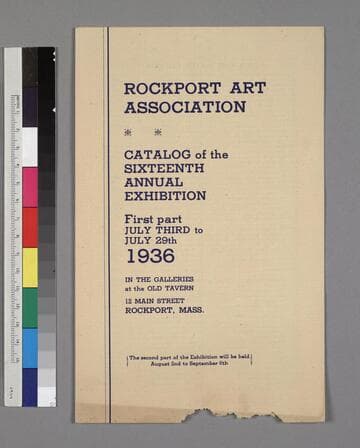 ROCKPORT ART
ASSOCIATION
※ ※
CATALOG of the
SIXTEENTH
ANNUAL
EXHIBITION
First part
JULY THIRD to
JULY 29th
1936
IN THE GALLERIES
at the OLD TAVERN
12 MAIN STREET
ROCKPORT, MASS.
The second part of the Exhibition will be held
August 2nd to September 6th